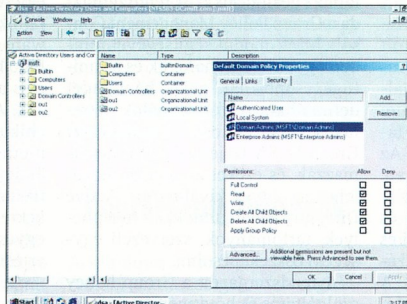 dsa - [Active Directory Users and Computers [
Console Window Help
Action View
Active Directory Users and Cor
msft
Builtin
Computers
Users
Domain Controllers
ou1
ou2
Name Type Description
Builtin builtinDomain
Computers Container
Users Container
Domain Controllers Organizational Unit
ou1 Organizational Unit
ou2 Organizational Unit
Default Domain Policy Properties
General Links Security
Name
Add...
Remove
Authenticated User
Local System
Domain Admins (MSFT\Domain Admins)
Enterprise Admins (MSFT\Enterprise Admins)
Permissions: Allow Deny
Full Control
Read
Write
Create All Child Objects
Delete All Child Objects
Apply Group Policy
Advanced... Additional permissions are present but not
viewable here. Press Advanced to see them.
OK Cancel Apply
Start dsa - [Active Director...